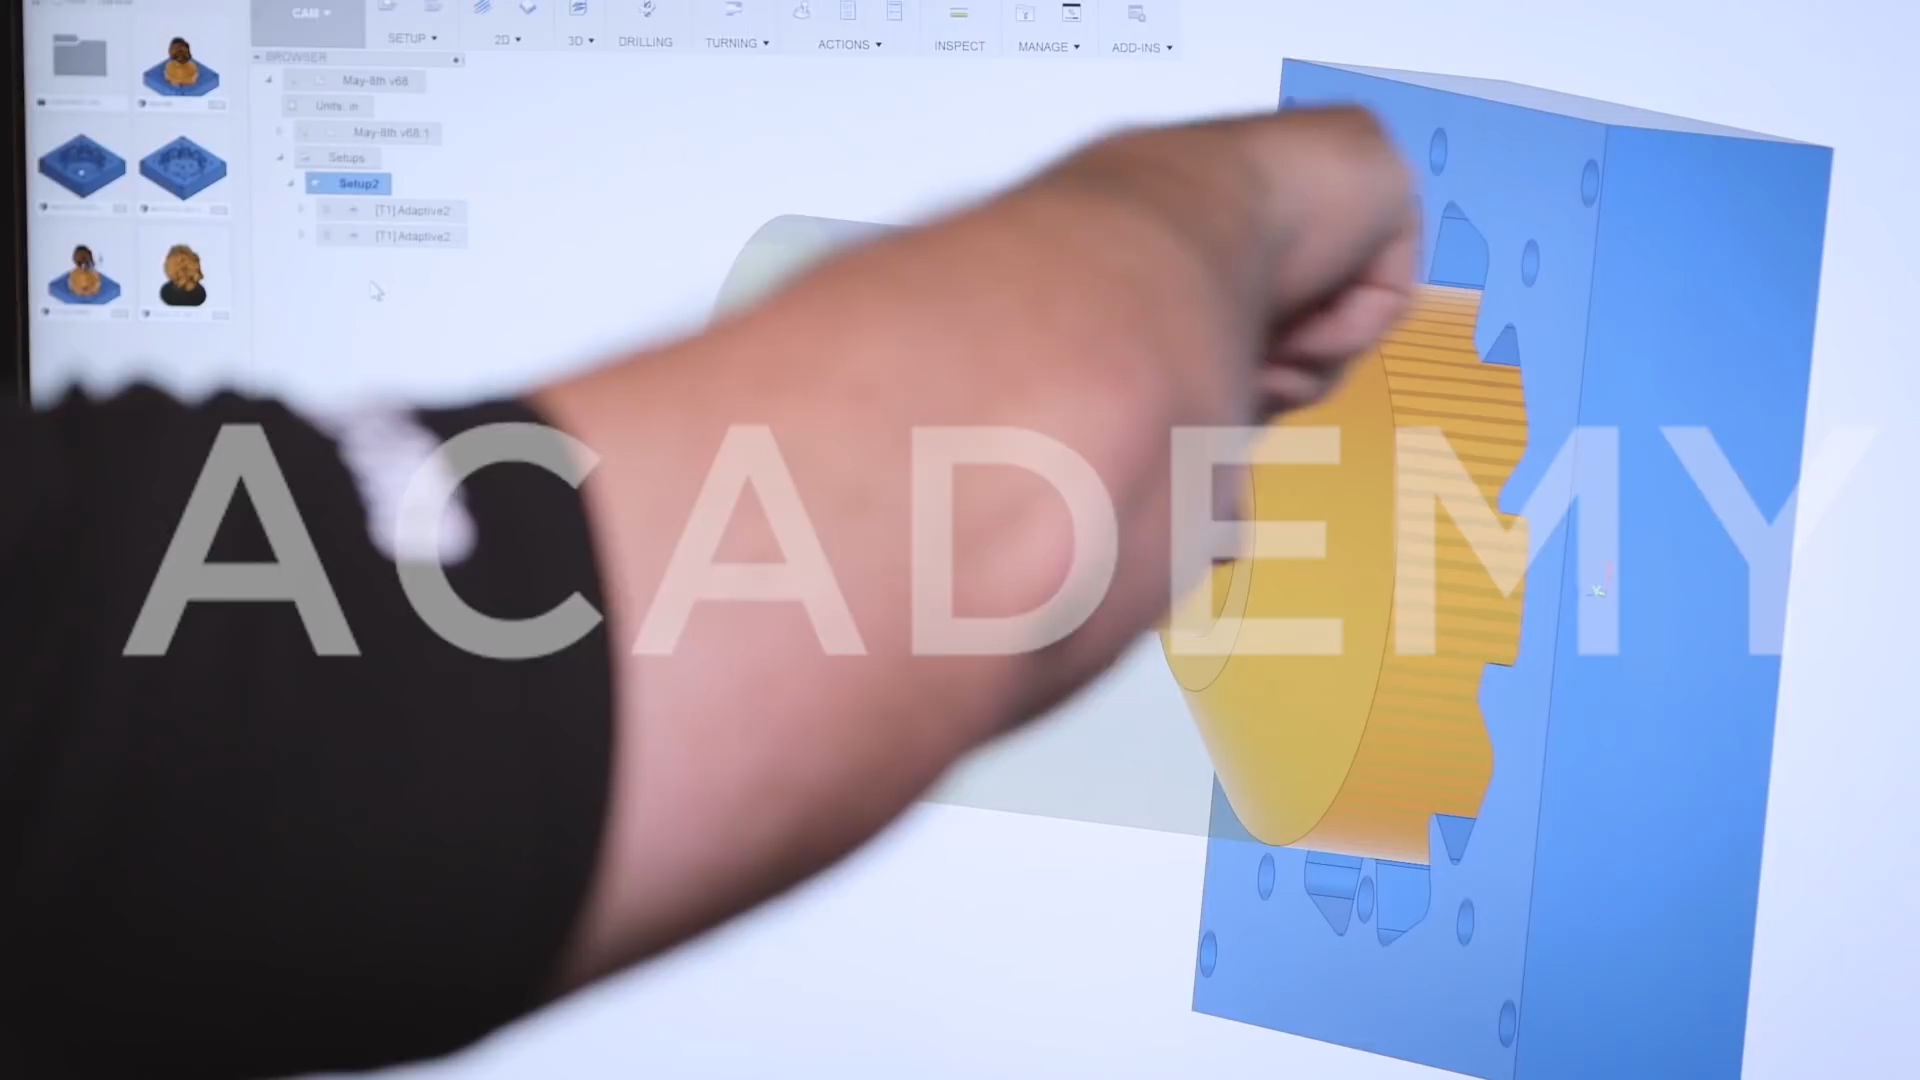 CAM
SETUP
2D
3D
DRILLING
TURNING
ACTIONS
INSPECT
MANAGE
ADD-INS
BROWSER
May-8th v68
Units: in
May-8th v68:1
Setups
Setup2
[T1] Adaptive2
[T1] Adaptive2
ACADEMY